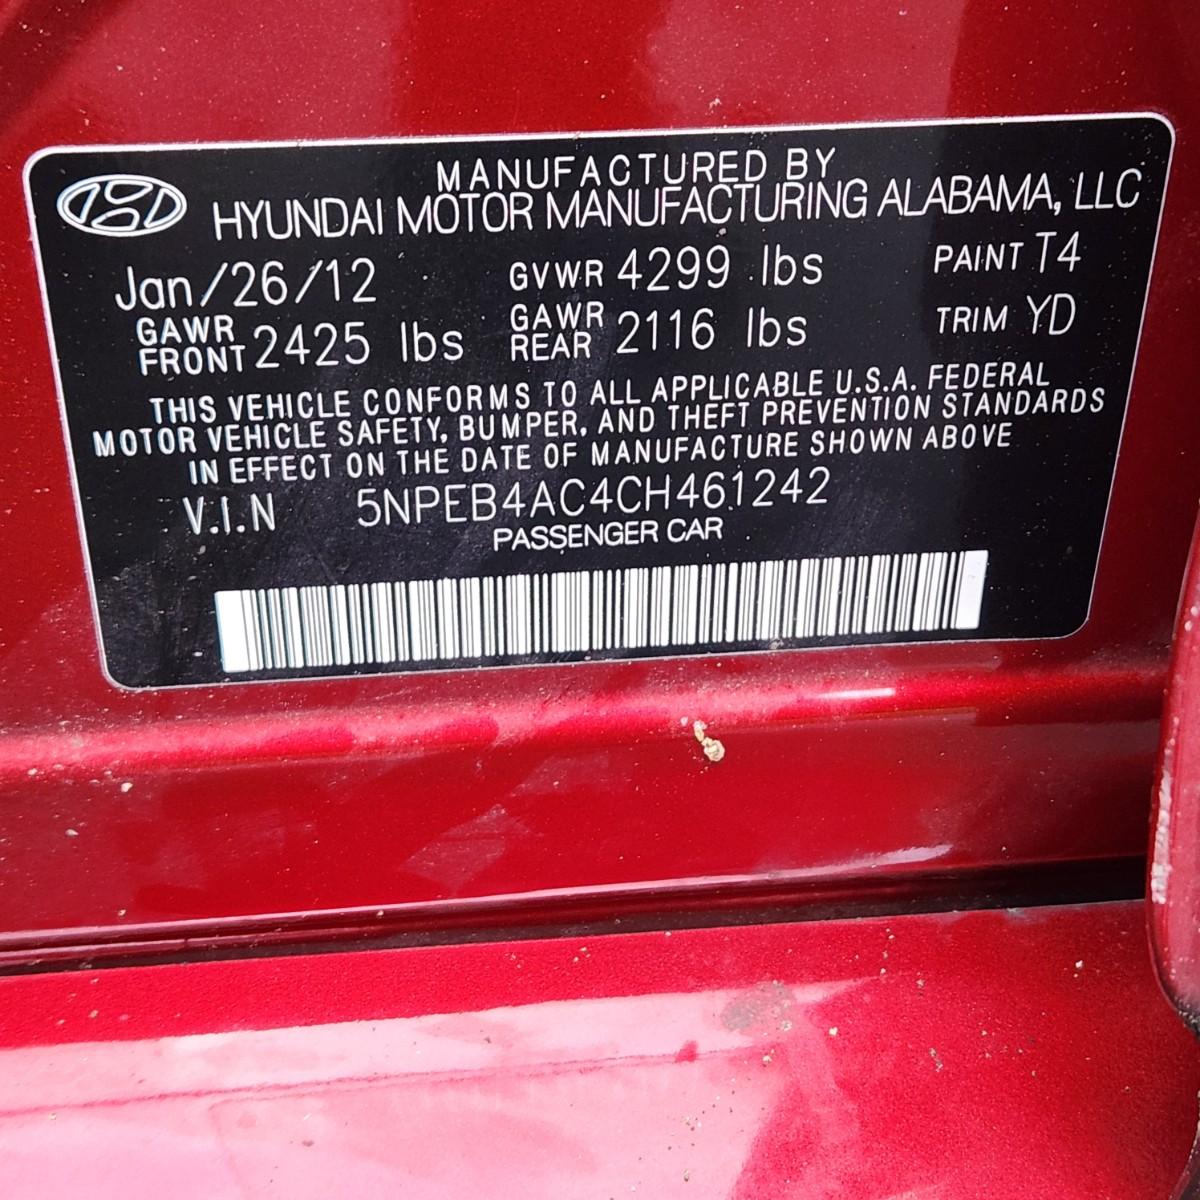 MANUFACTURED BY
HYUNDAI MOTOR MANUFACTURING ALABAMA, LLC
Jan/26/12 GVWR 4299 lbs PAINT T4
GAWR FRONT 2425 lbs GAWR REAR 2116 lbs TRIM YD
THIS VEHICLE CONFORMS TO ALL APPLICABLE U.S.A. FEDERAL
MOTOR VEHICLE SAFETY, BUMPER, AND THEFT PREVENTION STANDARDS
IN EFFECT ON THE DATE OF MANUFACTURE SHOWN ABOVE
V.I.N 5NPEB4AC4CH461242
PASSENGER CAR